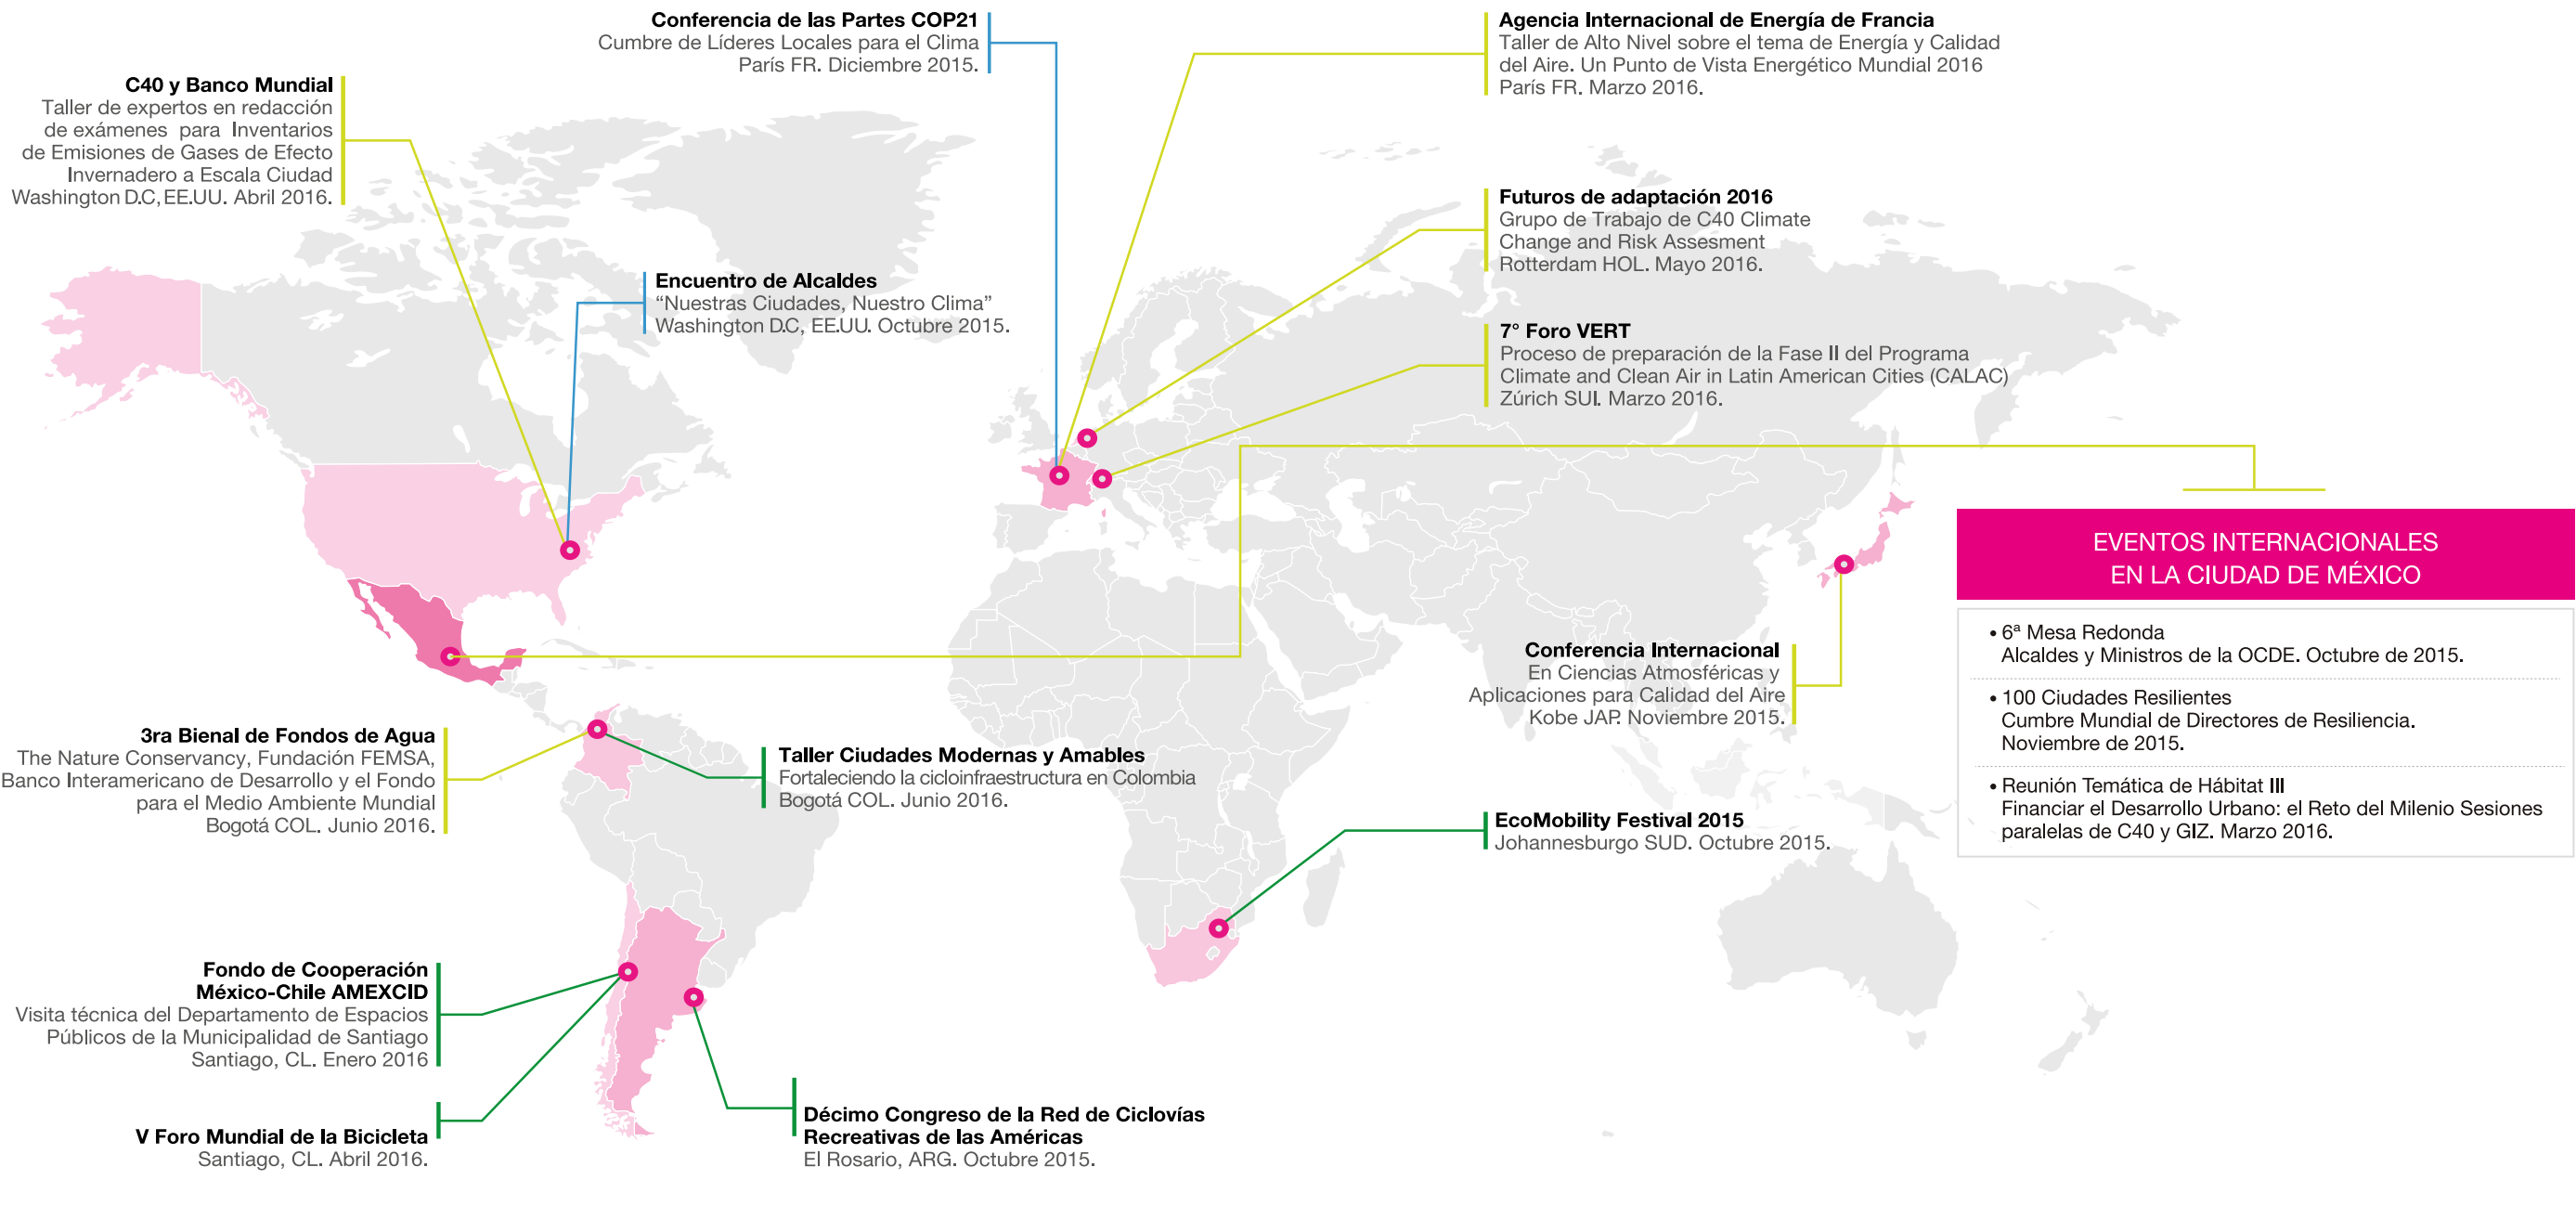 Conferencia de las Partes COP21
Cumbre de Líderes Locales para el Clima
París FR. Diciembre 2015.
Agencia Internacional de Energía de Francia
Taller de Alto Nivel sobre el tema de Energía y Calidad
del Aire. Un Punto de Vista Energético Mundial 2016
París FR. Marzo 2016.
C40 y Banco Mundial
Taller de expertos en redacción
de exámenes para Inventarios
de Emisiones de Gases de Efecto
Invernadero a Escala Ciudad
Washington D.C, EE.UU. Abril 2016.
Futuros de adaptación 2016
Grupo de Trabajo de C40 Climate
Change and Risk Assesment
Rotterdam HOL. Mayo 2016.
Encuentro de Alcaldes
“Nuestras Ciudades, Nuestro Clima”
Washington D.C, EE.UU. Octubre 2015.
7° Foro VERT
Proceso de preparación de la Fase II del Programa
Climate and Clean Air in Latin American Cities (CALAC)
Zúrich SUI. Marzo 2016.
EVENTOS INTERNACIONALES
EN LA CIUDAD DE MÉXICO
• 6ª Mesa Redonda
Alcaldes y Ministros de la OCDE. Octubre de 2015.
• 100 Ciudades Resilientes
Cumbre Mundial de Directores de Resiliencia.
Noviembre de 2015.
• Reunión Temática de Hábitat III
Financiar el Desarrollo Urbano: el Reto del Milenio Sesiones
paralelas de C40 y GIZ. Marzo 2016.
Conferencia Internacional
En Ciencias Atmosféricas y
Aplicaciones para Calidad del Aire
Kobe JAP. Noviembre 2015.
3ra Bienal de Fondos de Agua
The Nature Conservancy, Fundación FEMSA,
Banco Interamericano de Desarrollo y el Fondo
para el Medio Ambiente Mundial
Bogotá COL. Junio 2016.
Taller Ciudades Modernas y Amables
Fortaleciendo la cicloinfraestructura en Colombia
Bogotá COL. Junio 2016.
EcoMobility Festival 2015
Johannesburgo SUD. Octubre 2015.
Fondo de Cooperación
México-Chile AMEXCID
Visita técnica del Departamento de Espacios
Públicos de la Municipalidad de Santiago
Santiago, CL. Enero 2016
V Foro Mundial de la Bicicleta
Santiago, CL. Abril 2016.
Décimo Congreso de la Red de Ciclovías
Recreativas de las Américas
El Rosario, ARG. Octubre 2015.